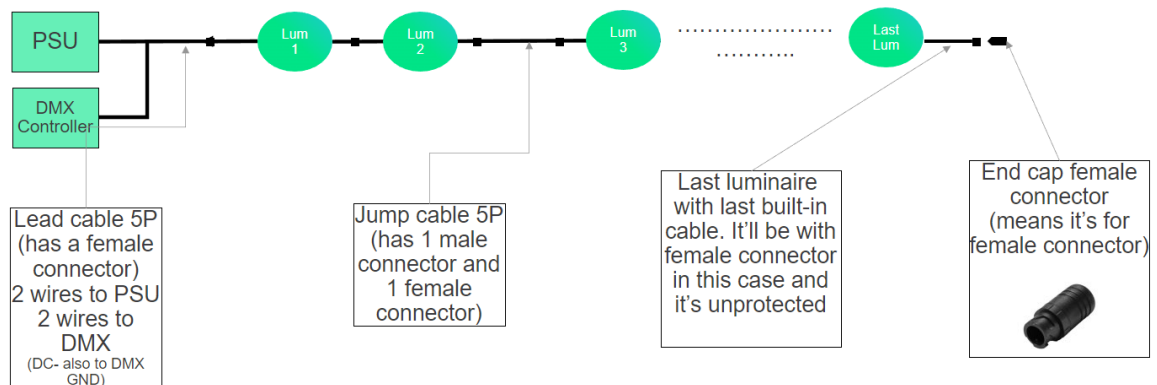 PSU
DMX
Controller
Lum
1
Lum
2
Lum
3
Last
Lum
Lead cable 5P
(has a female
connector)
2 wires to PSU
2 wires to
DMX
(DC- also to DMX
GND)
Jump cable 5P
(has 1 male
connector and
1 female
connector)
Last luminaire
with last built-in
cable. It'll be with
female connector
in this case and
it's unprotected
End cap female
connector
(means it's for
female connector)